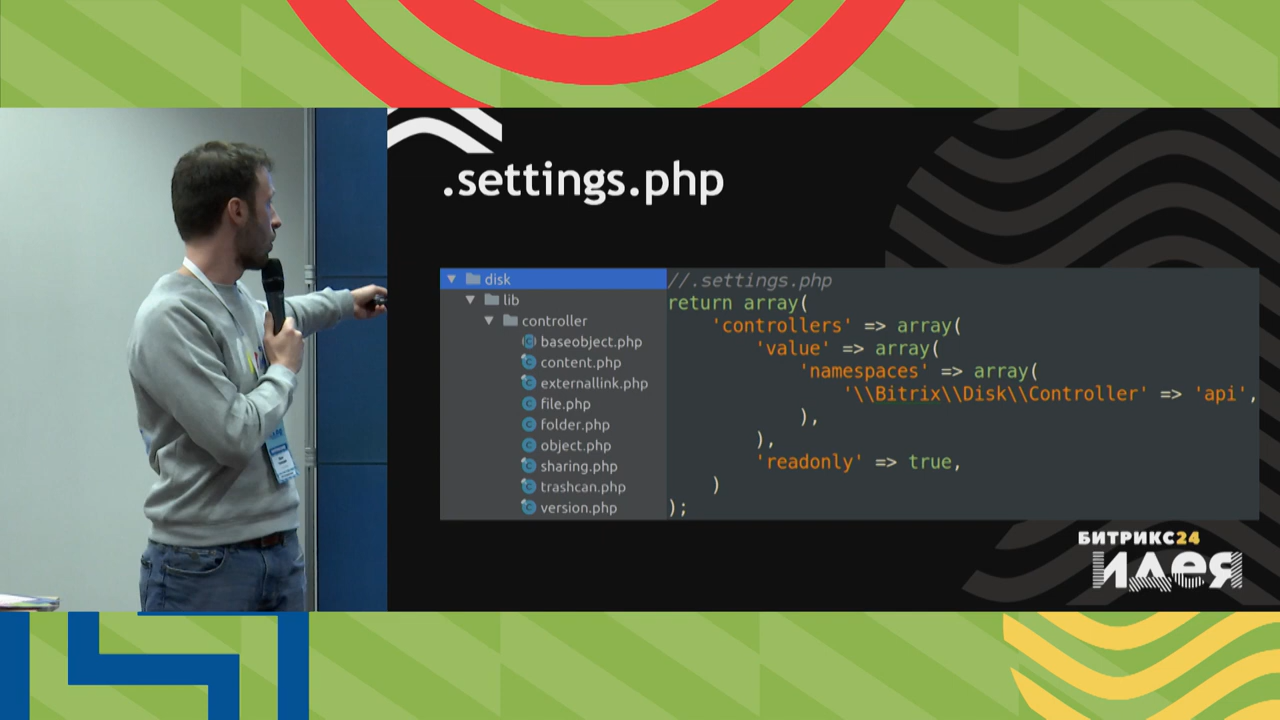 .settings.php
disk
lib
controller
baseobject.php
content.php
externallink.php
file.php
folder.php
object.php
sharing.php
trashcan.php
version.php
//.settings.php
return array(
'controllers' => array(
'value' => array(
'namespaces' => array(
'\\Bitrix\\Disk\\Controller' => 'api',
),
),
'readonly' => true,
)
);
БИТРИКС24
ИДЕЯ